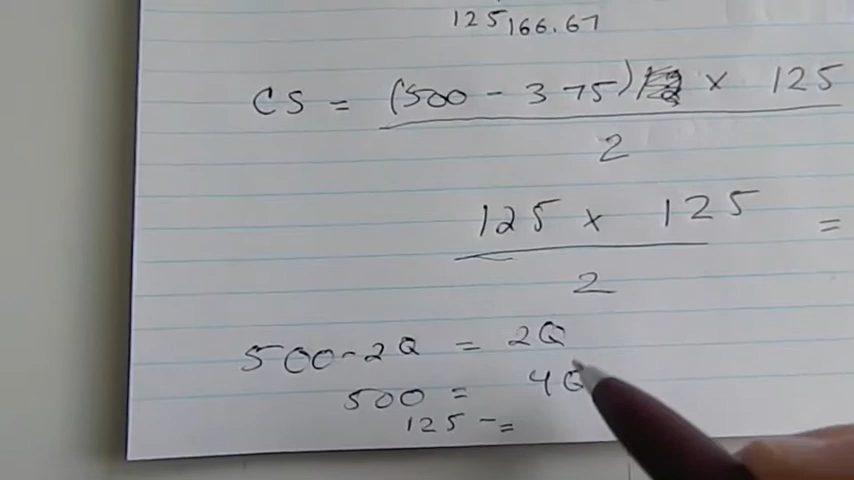 125 166.67
CS = (500 - 375) × 125
2
125 × 125 =
2
500 - 2Q = 2Q
500 = 4Q
125 - =